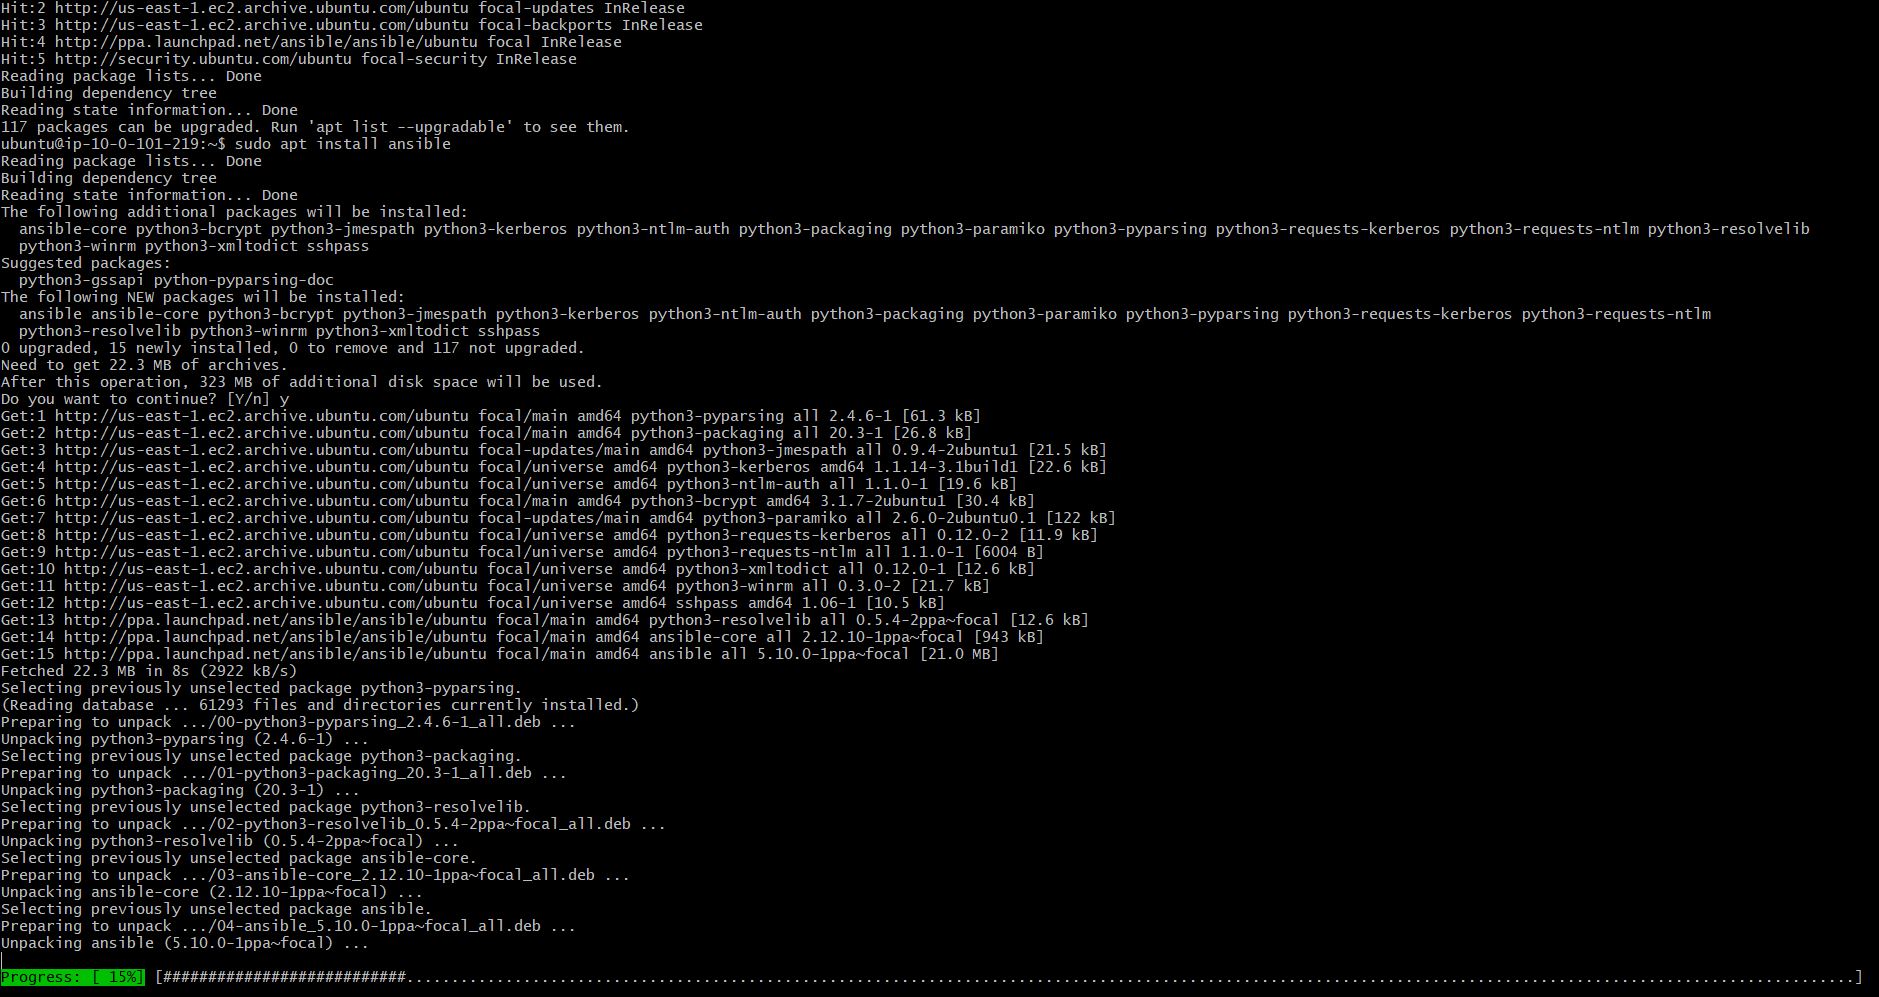 Hit:2 http://us-east-1.ec2.archive.ubuntu.com/ubuntu focal-updates InRelease
Hit:3 http://us-east-1.ec2.archive.ubuntu.com/ubuntu focal-backports InRelease
Hit:4 http://ppa.launchpad.net/ansible/ansible/ubuntu focal InRelease
Hit:5 http://security.ubuntu.com/ubuntu focal-security InRelease
Reading package lists... Done
Building dependency tree
Reading state information... Done
117 packages can be upgraded. Run 'apt list --upgradable' to see them.
ubuntu@ip-10-0-101-219:~$ sudo apt install ansible
Reading package lists... Done
Building dependency tree
Reading state information... Done
The following additional packages will be installed:
  ansible-core python3-bcrypt python3-jmespath python3-kerberos python3-ntlm-auth python3-packaging python3-paramiko python3-pyparsing python3-requests-kerberos python3-requests-ntlm python3-resolvelib
  python3-winrm python3-xmltodict sshpass
Suggested packages:
  python3-gssapi python-pyparsing-doc
The following NEW packages will be installed:
  ansible ansible-core python3-bcrypt python3-jmespath python3-kerberos python3-ntlm-auth python3-packaging python3-paramiko python3-pyparsing python3-requests-kerberos python3-requests-ntlm
  python3-resolvelib python3-winrm python3-xmltodict sshpass
0 upgraded, 15 newly installed, 0 to remove and 117 not upgraded.
Need to get 22.3 MB of archives.
After this operation, 323 MB of additional disk space will be used.
Do you want to continue? [Y/n] y
Get:1 http://us-east-1.ec2.archive.ubuntu.com/ubuntu focal/main amd64 python3-pyparsing all 2.4.6-1 [61.3 kB]
Get:2 http://us-east-1.ec2.archive.ubuntu.com/ubuntu focal/main amd64 python3-packaging all 20.3-1 [26.8 kB]
Get:3 http://us-east-1.ec2.archive.ubuntu.com/ubuntu focal-updates/main amd64 python3-jmespath all 0.9.4-2ubuntu1 [21.5 kB]
Get:4 http://us-east-1.ec2.archive.ubuntu.com/ubuntu focal/universe amd64 python3-kerberos amd64 1.1.14-3.1build1 [22.6 kB]
Get:5 http://us-east-1.ec2.archive.ubuntu.com/ubuntu focal/universe amd64 python3-ntlm-auth all 1.1.0-1 [19.6 kB]
Get:6 http://us-east-1.ec2.archive.ubuntu.com/ubuntu focal/main amd64 python3-bcrypt amd64 3.1.7-2ubuntu1 [30.4 kB]
Get:7 http://us-east-1.ec2.archive.ubuntu.com/ubuntu focal-updates/main amd64 python3-paramiko all 2.6.0-2ubuntu0.1 [122 kB]
Get:8 http://us-east-1.ec2.archive.ubuntu.com/ubuntu focal/universe amd64 python3-requests-kerberos all 0.12.0-2 [11.9 kB]
Get:9 http://us-east-1.ec2.archive.ubuntu.com/ubuntu focal/universe amd64 python3-requests-ntlm all 1.1.0-1 [6004 B]
Get:10 http://us-east-1.ec2.archive.ubuntu.com/ubuntu focal/universe amd64 python3-xmltodict all 0.12.0-1 [12.6 kB]
Get:11 http://us-east-1.ec2.archive.ubuntu.com/ubuntu focal/universe amd64 python3-winrm all 0.3.0-2 [21.7 kB]
Get:12 http://us-east-1.ec2.archive.ubuntu.com/ubuntu focal/universe amd64 sshpass amd64 1.06-1 [10.5 kB]
Get:13 http://ppa.launchpad.net/ansible/ansible/ubuntu focal/main amd64 python3-resolvelib all 0.5.4-2ppa~focal [12.6 kB]
Get:14 http://ppa.launchpad.net/ansible/ansible/ubuntu focal/main amd64 ansible-core all 2.12.10-1ppa~focal [943 kB]
Get:15 http://ppa.launchpad.net/ansible/ansible/ubuntu focal/main amd64 ansible all 5.10.0-1ppa~focal [21.0 MB]
Fetched 22.3 MB in 8s (2922 kB/s)
Selecting previously unselected package python3-pyparsing.
(Reading database ... 61293 files and directories currently installed.)
Preparing to unpack .../00-python3-pyparsing_2.4.6-1_all.deb ...
Unpacking python3-pyparsing (2.4.6-1) ...
Selecting previously unselected package python3-packaging.
Preparing to unpack .../01-python3-packaging_20.3-1_all.deb ...
Unpacking python3-packaging (20.3-1) ...
Selecting previously unselected package python3-resolvelib.
Preparing to unpack .../02-python3-resolvelib_0.5.4-2ppa~focal_all.deb ...
Unpacking python3-resolvelib (0.5.4-2ppa~focal) ...
Selecting previously unselected package ansible-core.
Preparing to unpack .../03-ansible-core_2.12.10-1ppa~focal_all.deb ...
Unpacking ansible-core (2.12.10-1ppa~focal) ...
Selecting previously unselected package ansible.
Preparing to unpack .../04-ansible_5.10.0-1ppa~focal_all.deb ...
Unpacking ansible (5.10.0-1ppa~focal) ...
Progress: [ 15%] [###########################.................................................................................................................................................................]